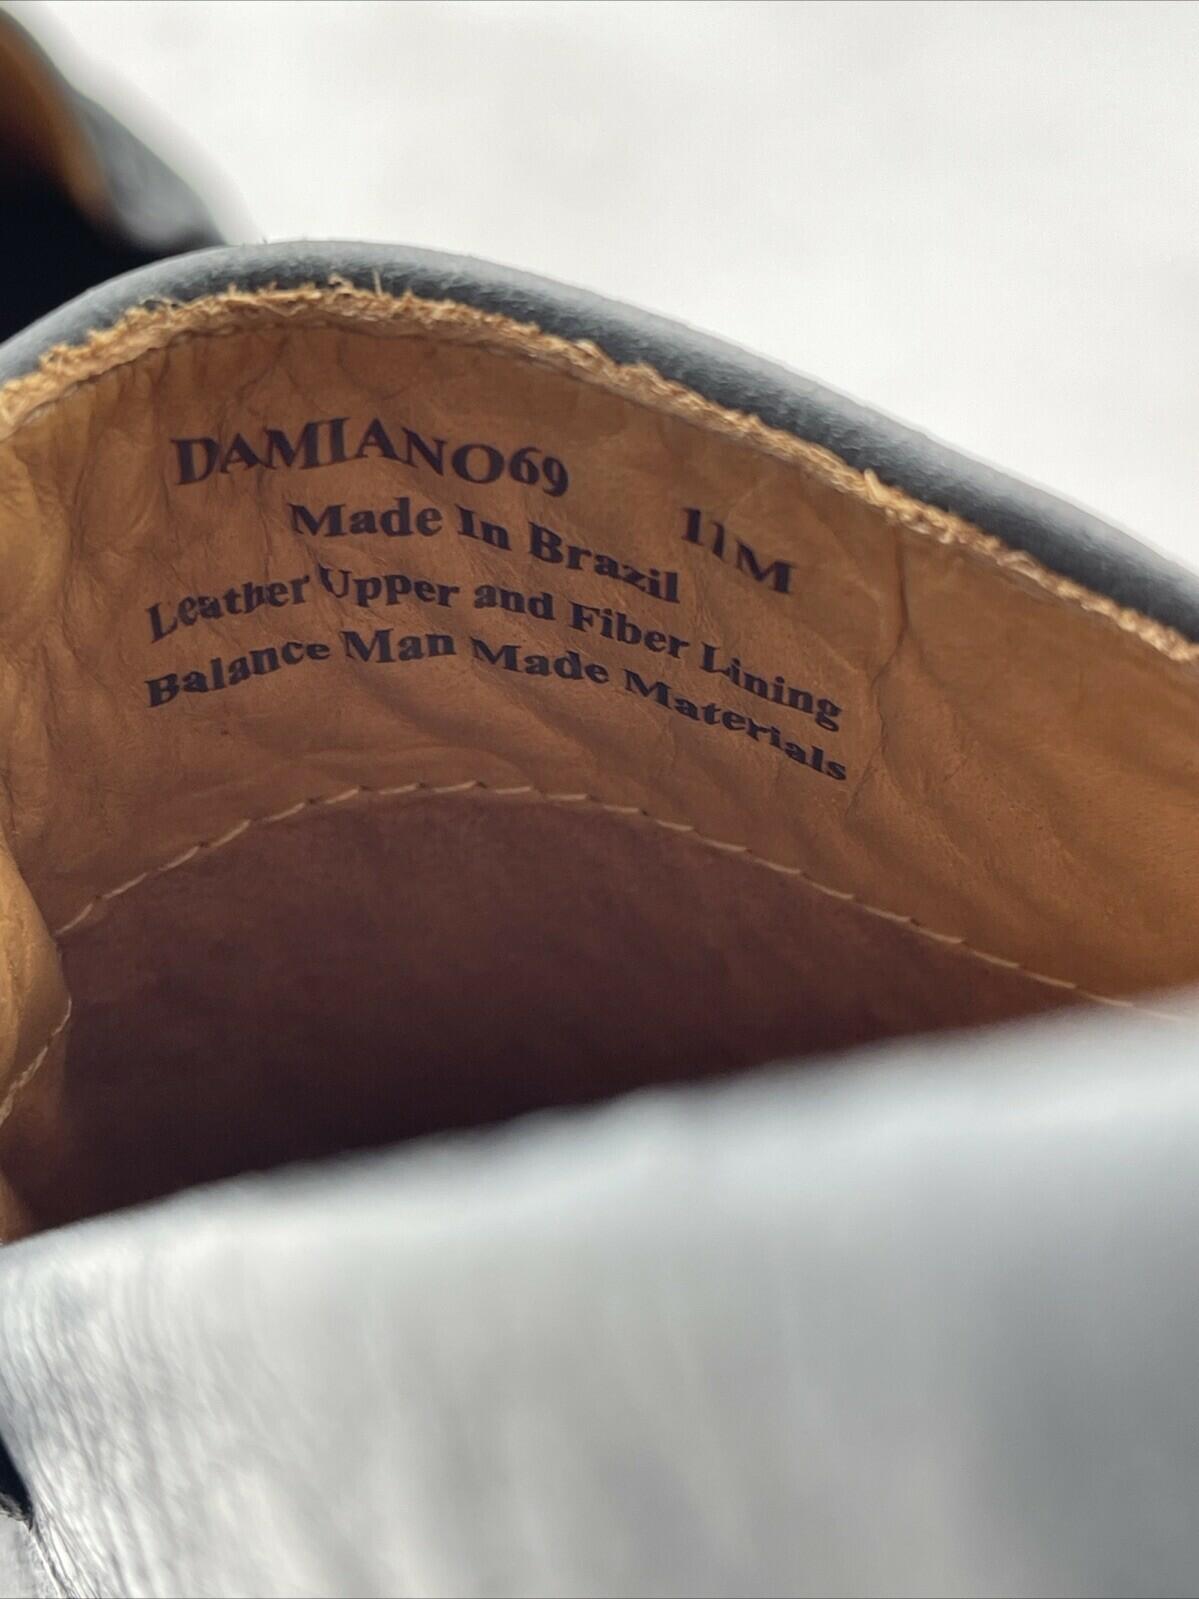 DAMIANO69 11M
Made In Brazil
Leather Upper and Fiber Lining
Balance Man Made Materials